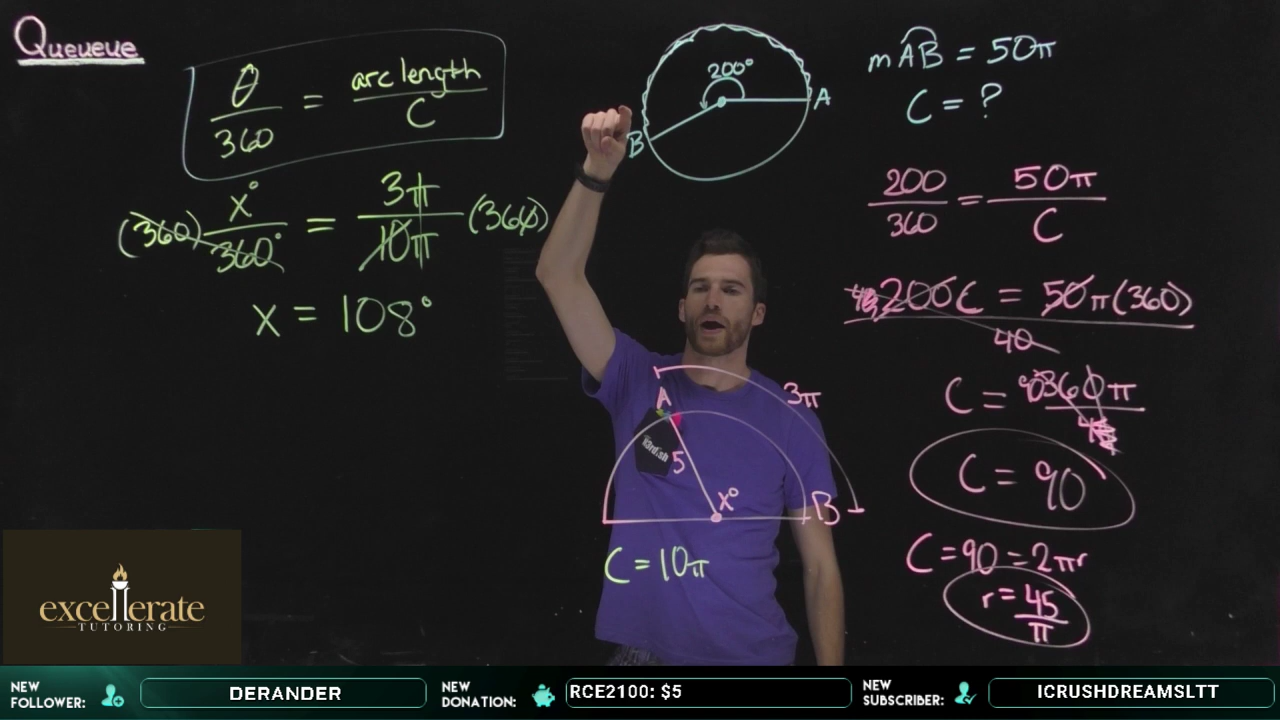 Queueue
θ/360 = arc length/C
(360) x°/360° = 3π/10π (360)
x = 108°
200°
A
B
mAB = 50π
C = ?
200/360 = 50π/C
200C = 50π(360)
40
C = 360π
C = 90
C = 90 = 2πr
r = 45/π
A
3π
5
x°
B
C = 10π
excellerate
TUTORING
NEW FOLLOWER:
DERANDER
NEW DONATION:
RCE2100: $5
NEW SUBSCRIBER:
ICRUSHDREAMSLTT